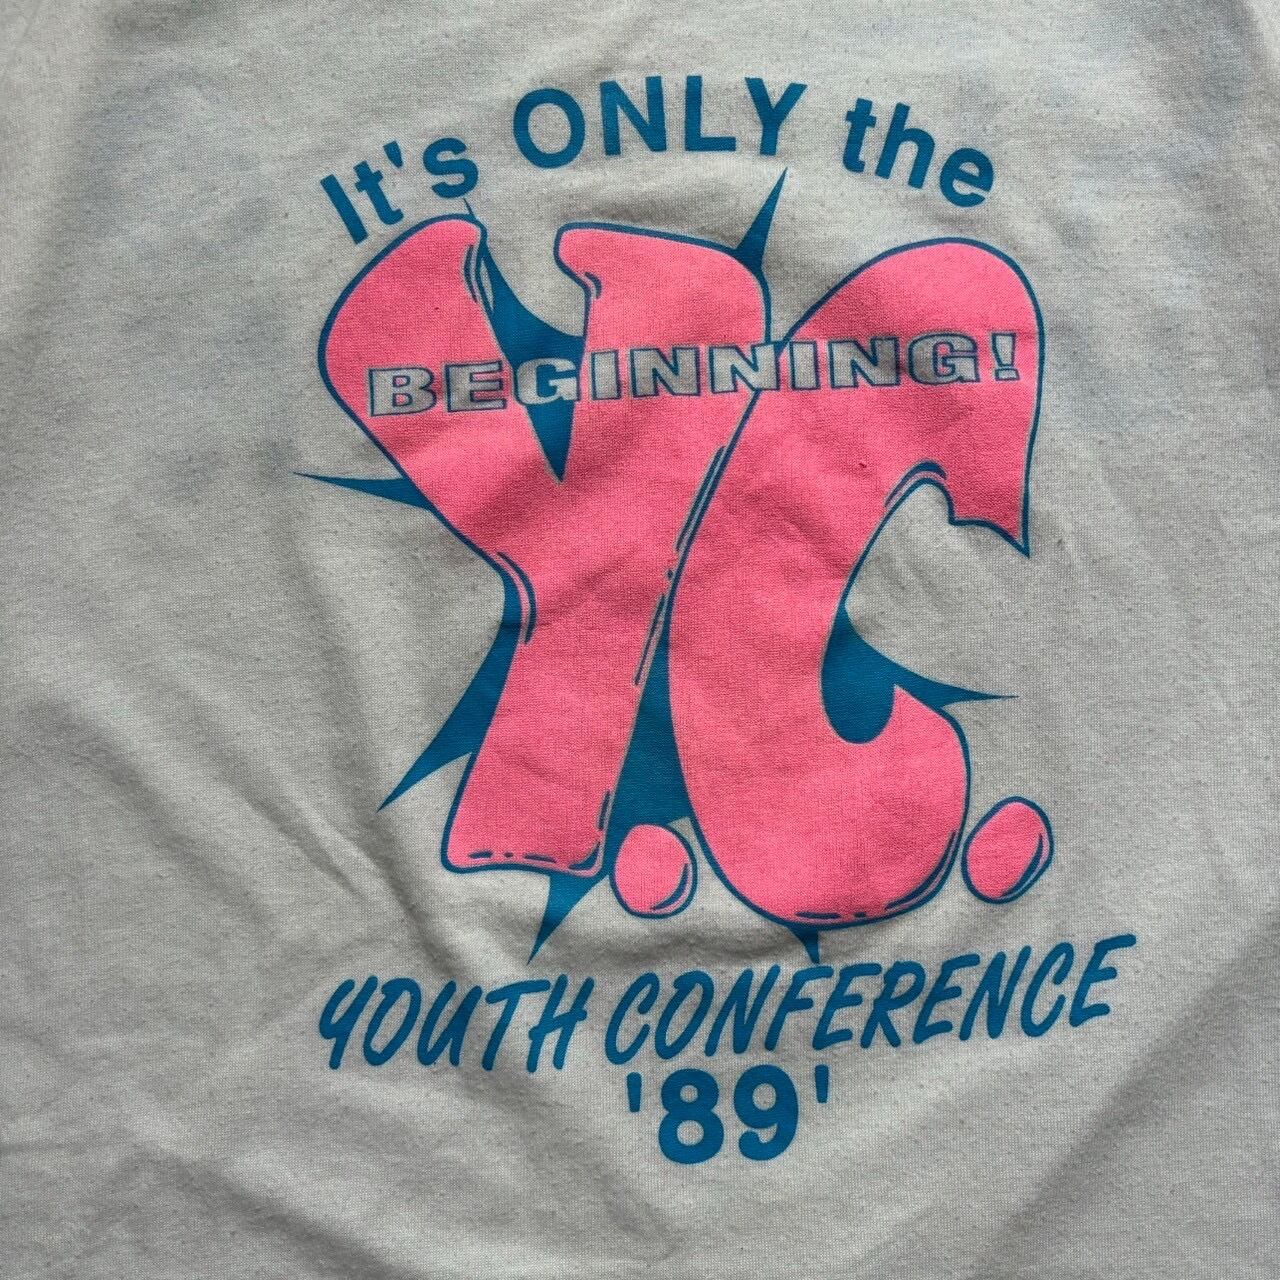 It's ONLY the
Y.C.
BEGINNING!
YOUTH CONFERENCE
'89'